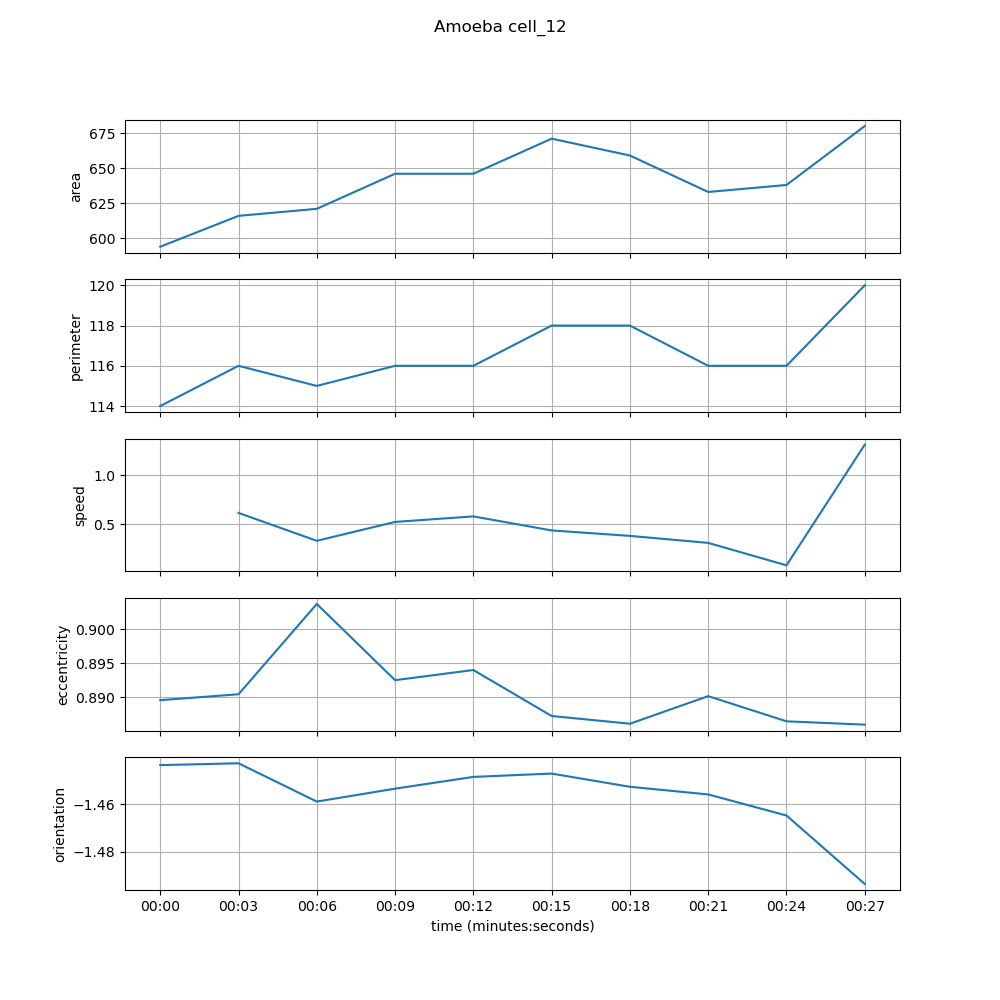 Amoeba cell_12
675
650
625
600
area
120
118
116
114
perimeter
1.0
0.5
speed
0.900
0.895
0.890
eccentricity
−1.46
−1.48
orientation
00:00 00:03 00:06 00:09 00:12 00:15 00:18 00:21 00:24 00:27
time (minutes:seconds)